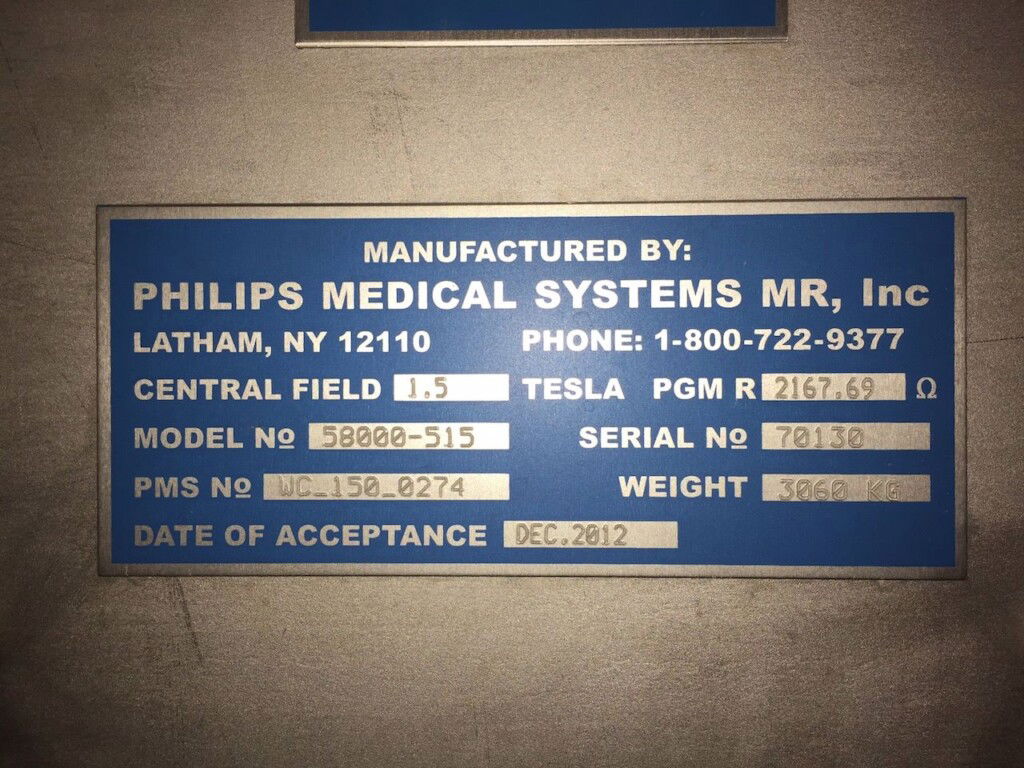 MANUFACTURED BY:
PHILIPS MEDICAL SYSTEMS MR, Inc
LATHAM, NY 12110 PHONE: 1-800-722-9377
CENTRAL FIELD 1.5 TESLA PGM R 2167.69 Ω
MODEL Nº 58000-515 SERIAL Nº 70130
PMS Nº WC_150_0274 WEIGHT 3060 KG
DATE OF ACCEPTANCE DEC.2012